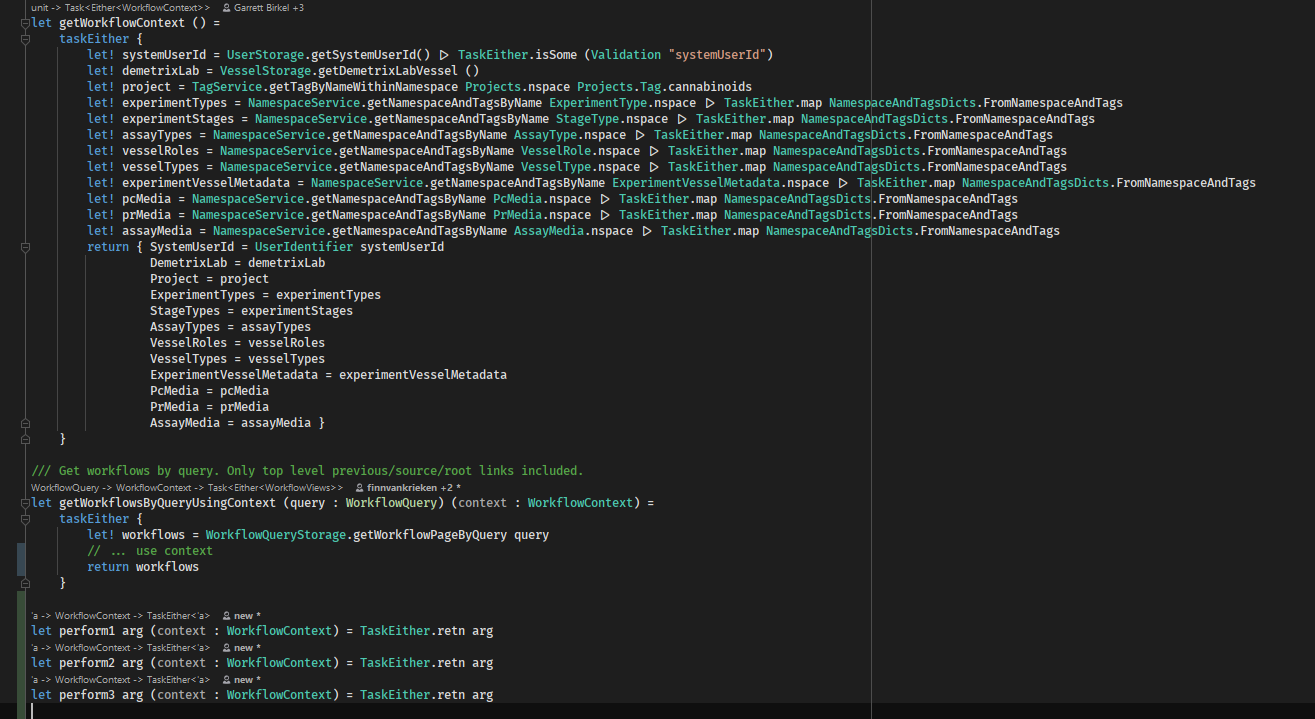 unit -> Task<Either<WorkflowContext>> Garrett Birkel +3
let getWorkflowContext () =
taskEither {
let! systemUserId = UserStorage.getSystemUserId() |> TaskEither.isSome (Validation "systemUserId")
let! demetrixLab = VesselStorage.getDemetrixLabVessel ()
let! project = TagService.getTagByNameWithinNamespace Projects.nspace Projects.Tag.cannabinoids
let! experimentTypes = NamespaceService.getNamespaceAndTagsByName ExperimentType.nspace |> TaskEither.map NamespaceAndTagsDicts.FromNamespaceAndTags
let! experimentStages = NamespaceService.getNamespaceAndTagsByName StageType.nspace |> TaskEither.map NamespaceAndTagsDicts.FromNamespaceAndTags
let! assayTypes = NamespaceService.getNamespaceAndTagsByName AssayType.nspace |> TaskEither.map NamespaceAndTagsDicts.FromNamespaceAndTags
let! vesselRoles = NamespaceService.getNamespaceAndTagsByName VesselRole.nspace |> TaskEither.map NamespaceAndTagsDicts.FromNamespaceAndTags
let! vesselTypes = NamespaceService.getNamespaceAndTagsByName VesselType.nspace |> TaskEither.map NamespaceAndTagsDicts.FromNamespaceAndTags
let! experimentVesselMetadata = NamespaceService.getNamespaceAndTagsByName ExperimentVesselMetadata.nspace |> TaskEither.map NamespaceAndTagsDicts.FromNamespaceAndTags
let! pcMedia = NamespaceService.getNamespaceAndTagsByName PcMedia.nspace |> TaskEither.map NamespaceAndTagsDicts.FromNamespaceAndTags
let! prMedia = NamespaceService.getNamespaceAndTagsByName PrMedia.nspace |> TaskEither.map NamespaceAndTagsDicts.FromNamespaceAndTags
let! assayMedia = NamespaceService.getNamespaceAndTagsByName AssayMedia.nspace |> TaskEither.map NamespaceAndTagsDicts.FromNamespaceAndTags
return { SystemUserId = UserIdentifier systemUserId
DemetrixLab = demetrixLab
Project = project
ExperimentTypes = experimentTypes
StageTypes = experimentStages
AssayTypes = assayTypes
VesselRoles = vesselRoles
VesselTypes = vesselTypes
ExperimentVesselMetadata = experimentVesselMetadata
PcMedia = pcMedia
PrMedia = prMedia
AssayMedia = assayMedia }
}
/// Get workflows by query. Only top level previous/source/root links included.
WorkflowQuery -> WorkflowContext -> Task<Either<WorkflowViews>> finnvankrieken +2 *
let getWorkflowsByQueryUsingContext (query : WorkflowQuery) (context : WorkflowContext) =
taskEither {
let! workflows = WorkflowQueryStorage.getWorkflowPageByQuery query
// ... use context
return workflows
}
'a -> WorkflowContext -> TaskEither<'a> new *
let perform1 arg (context : WorkflowContext) = TaskEither.retn arg
'a -> WorkflowContext -> TaskEither<'a> new *
let perform2 arg (context : WorkflowContext) = TaskEither.retn arg
'a -> WorkflowContext -> TaskEither<'a> new *
let perform3 arg (context : WorkflowContext) = TaskEither.retn arg